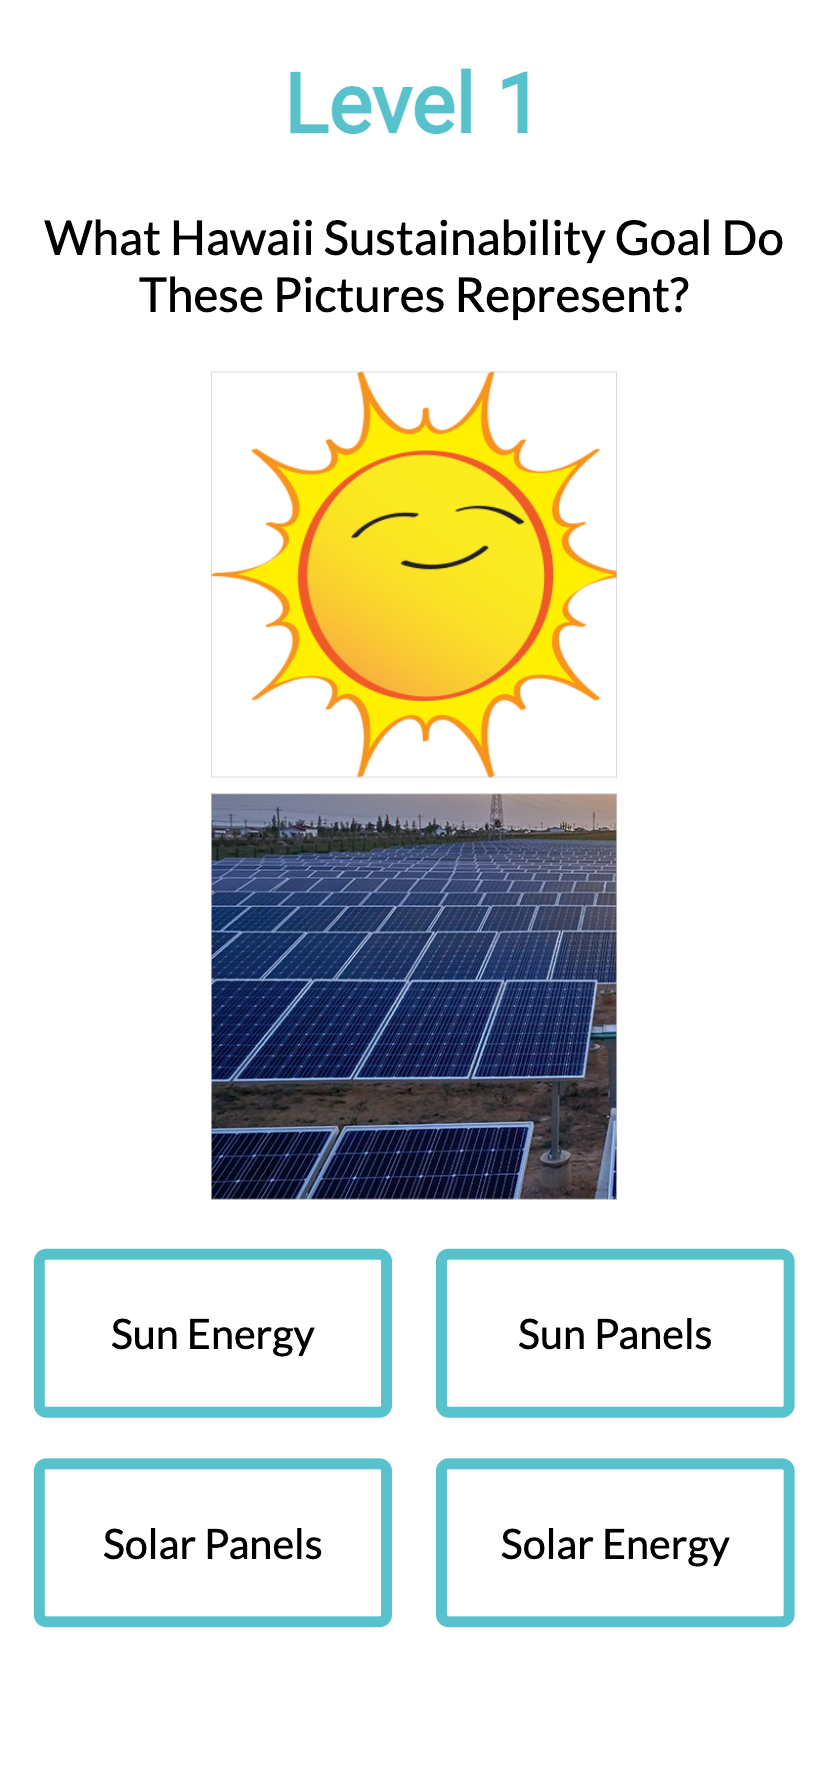 Level 1
What Hawaii Sustainability Goal Do
These Pictures Represent?
Sun Energy
Sun Panels
Solar Panels
Solar Energy